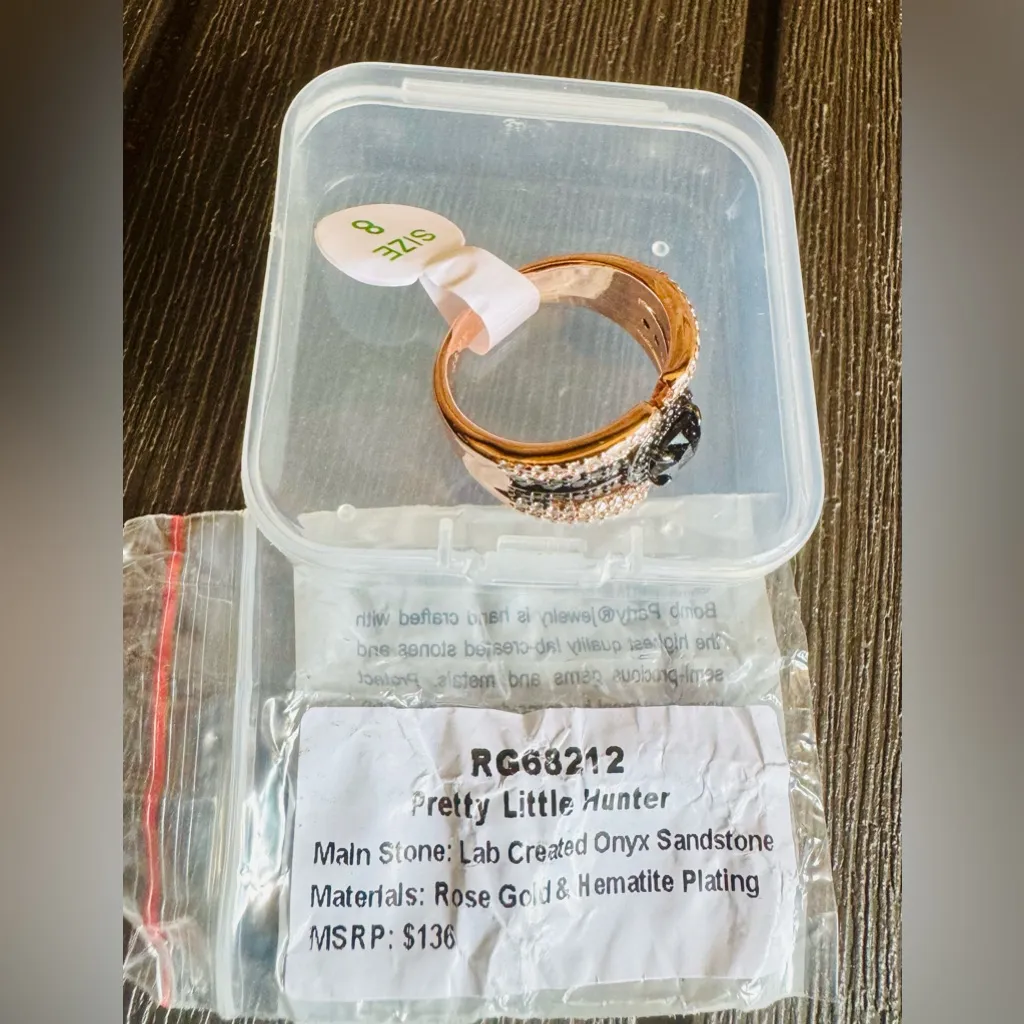 SIZE
8
Bomb Party®Jewelry is hand crafted with
the highest quality lab-created stones and
semi-precious gems and metals. Protect
RG68212
Pretty Little Hunter
Main Stone: Lab Created Onyx Sandstone
Materials: Rose Gold & Hematite Plating
MSRP: $136